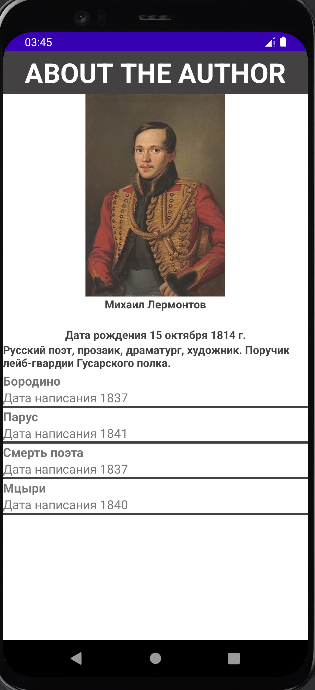 03:45
ABOUT THE AUTHOR
Михаил Лермонтов
Дата рождения 15 октября 1814 г.
Русский поэт, прозаик, драматург, художник. Поручик
лейб-гвардии Гусарского полка.
Бородино
Дата написания 1837
Парус
Дата написания 1841
Смерть поэта
Дата написания 1837
Мцыри
Дата написания 1840